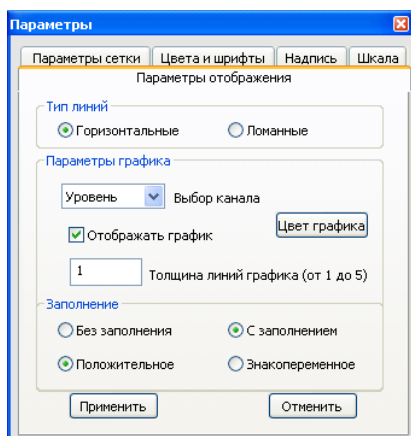 Параметры
Параметры сетки Цвета и шрифты Надпись Шкала
Параметры отображения
Тип линий
Горизонтальные Ломанные
Параметры графика
Уровень Выбор канала
Цвет графика
Отображать график
1 Толщина линий графика (от 1 до 5)
Заполнение
Без заполнения С заполнением
Положительное Знакопеременное
Применить Отменить